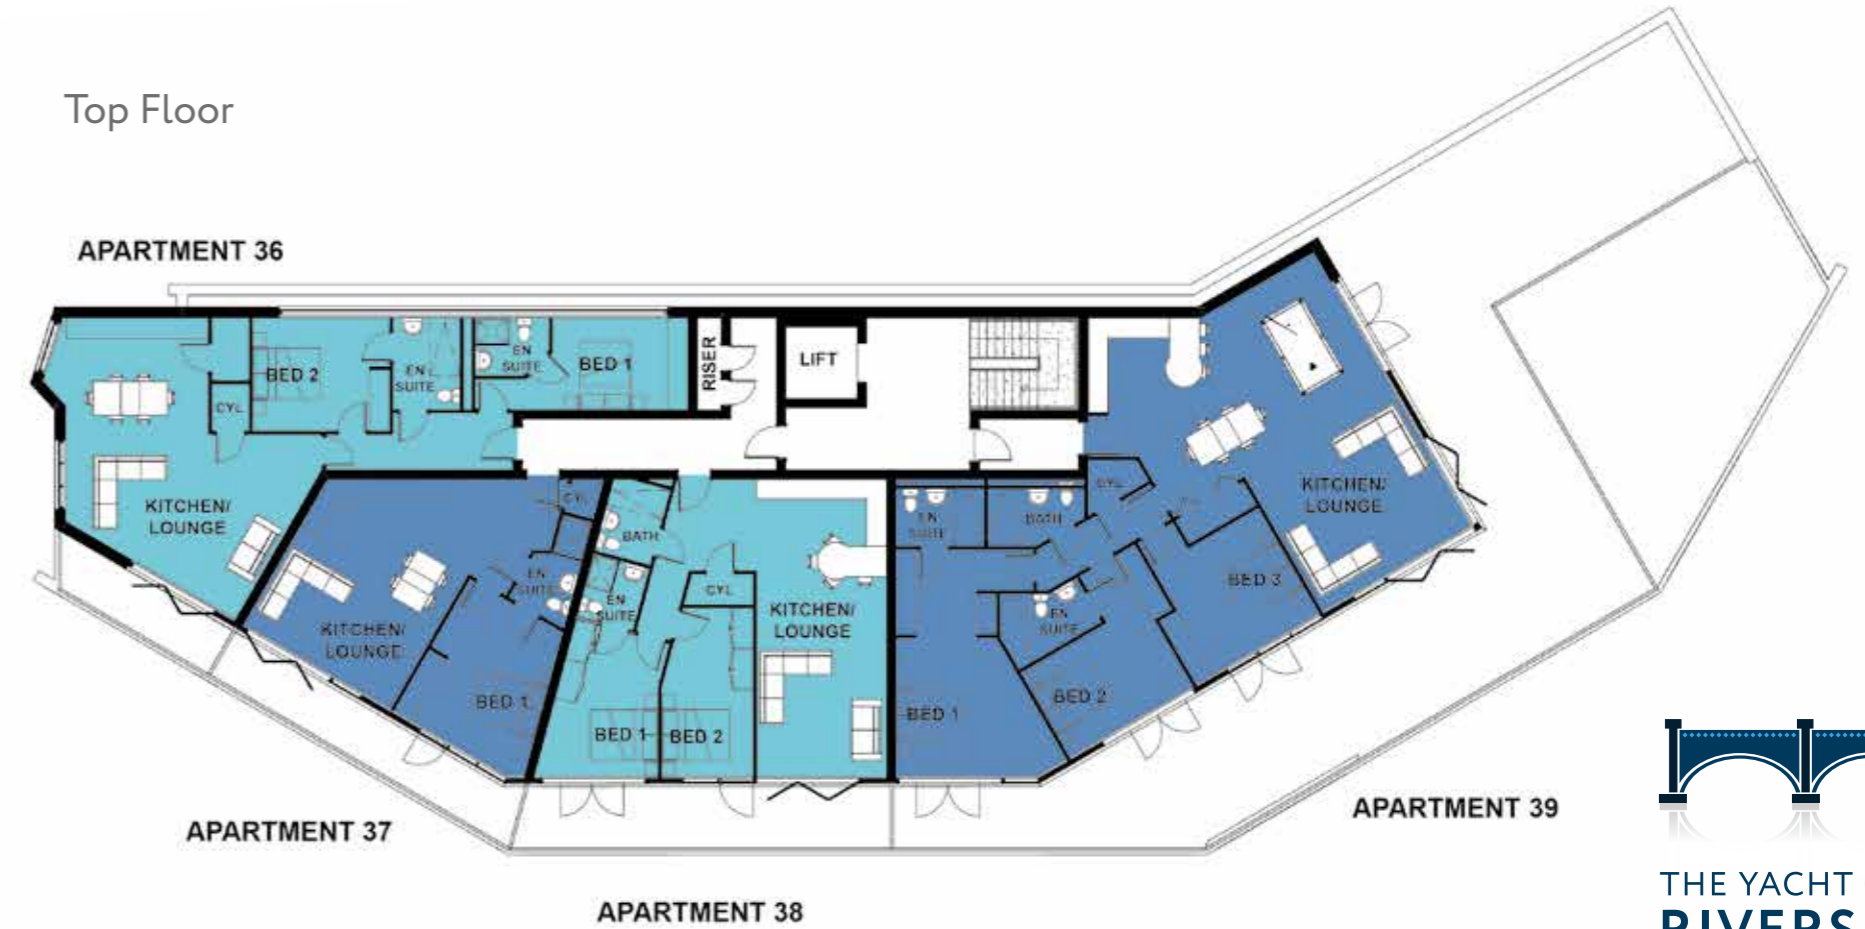 Top Floor
APARTMENT 36
BED 2
EN
SUITE
EN
SUITE
BED 1
RISER
LIFT
CYL
KITCHEN/
LOUNGE
CYL
EN
SUITE
KITCHEN/
LOUNGE
BED 1
BATH
EN
SUITE
CYL
KITCHEN/
LOUNGE
BED 1
BED 2
EN
SUITE
BATH
CYL
KITCHEN/
LOUNGE
BED 3
EN
SUITE
BED 2
BED 1
APARTMENT 37
APARTMENT 38
APARTMENT 39
THE YACHT
RIVERS